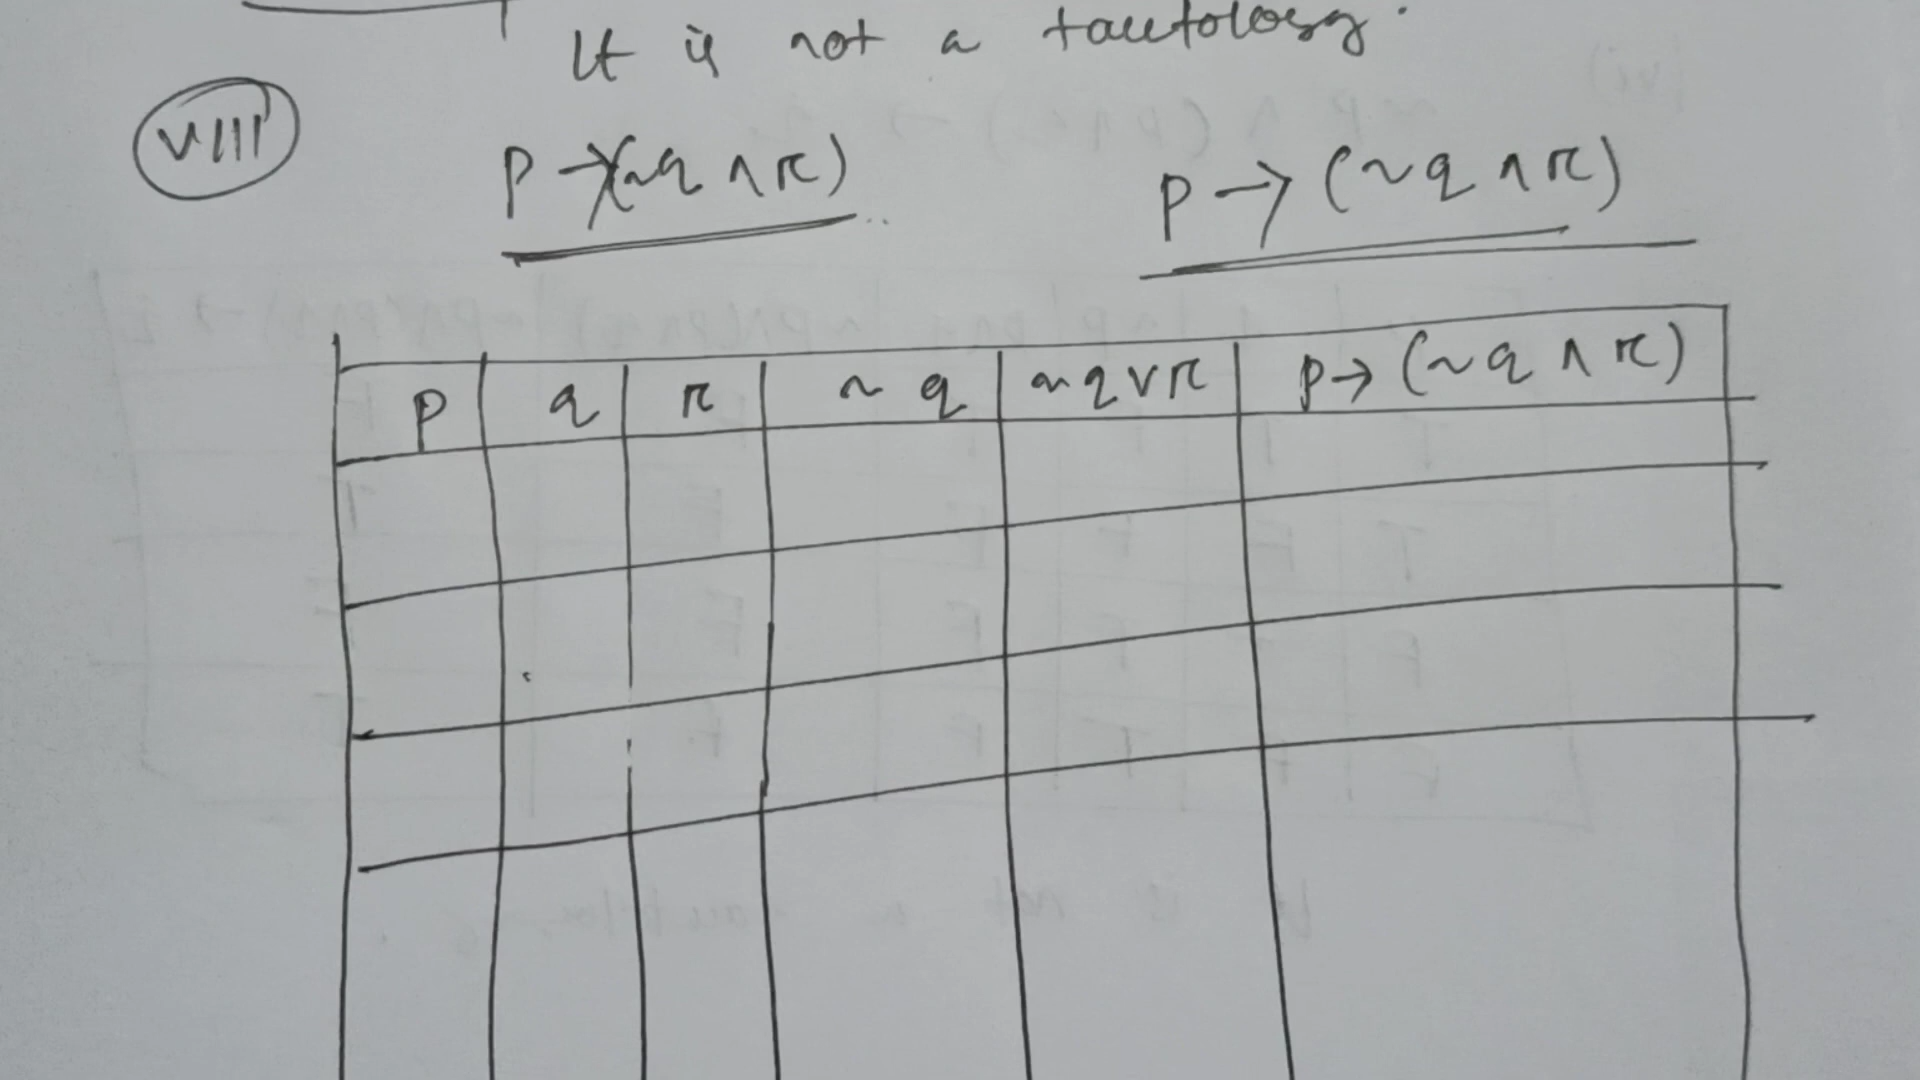 It is not a tautology.
VIII
p → (~q ∧ r)
p → (~q ∧ r)
p q r ~q ~q ∨ r p → (~q ∧ r)